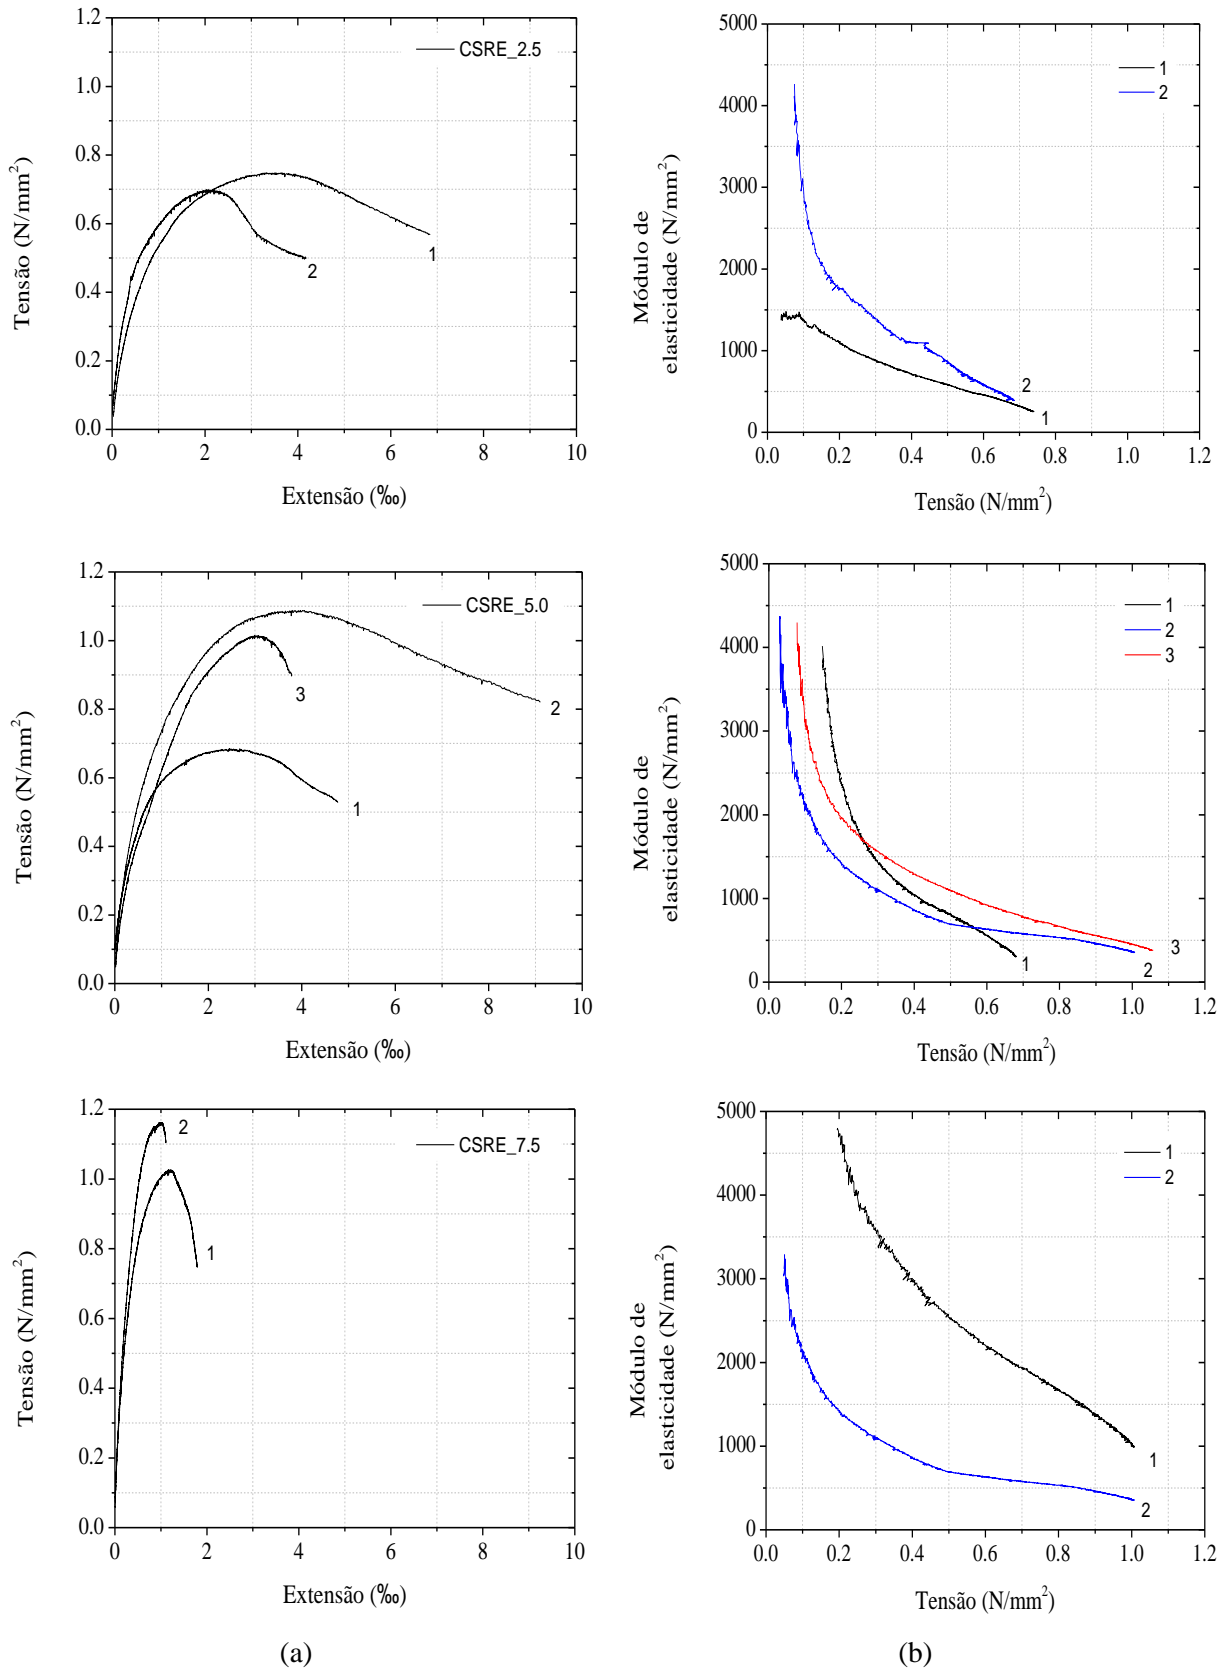 1.2
1.0
0.8
0.6
0.4
0.2
0.0
Tensão (N/mm²)
CSRE_2.5
1
2
0 2 4 6 8 10
Extensão (‰)
5000
4000
3000
2000
1000
0
Módulo de
elasticidade (N/mm²)
1
2
2
1
0.0 0.2 0.4 0.6 0.8 1.0 1.2
Tensão (N/mm²)
1.2
1.0
0.8
0.6
0.4
0.2
0.0
Tensão (N/mm²)
CSRE_5.0
3
2
1
0 2 4 6 8 10
Extensão (‰)
5000
4000
3000
2000
1000
0
Módulo de
elasticidade (N/mm²)
1
2
3
3
1
2
0.0 0.2 0.4 0.6 0.8 1.0 1.2
Tensão (N/mm²)
1.2
1.0
0.8
0.6
0.4
0.2
0.0
Tensão (N/mm²)
2
CSRE_7.5
1
0 2 4 6 8 10
Extensão (‰)
5000
4000
3000
2000
1000
0
Módulo de
elasticidade (N/mm²)
1
2
1
2
0.0 0.2 0.4 0.6 0.8 1.0 1.2
Tensão (N/mm²)
(a) (b)